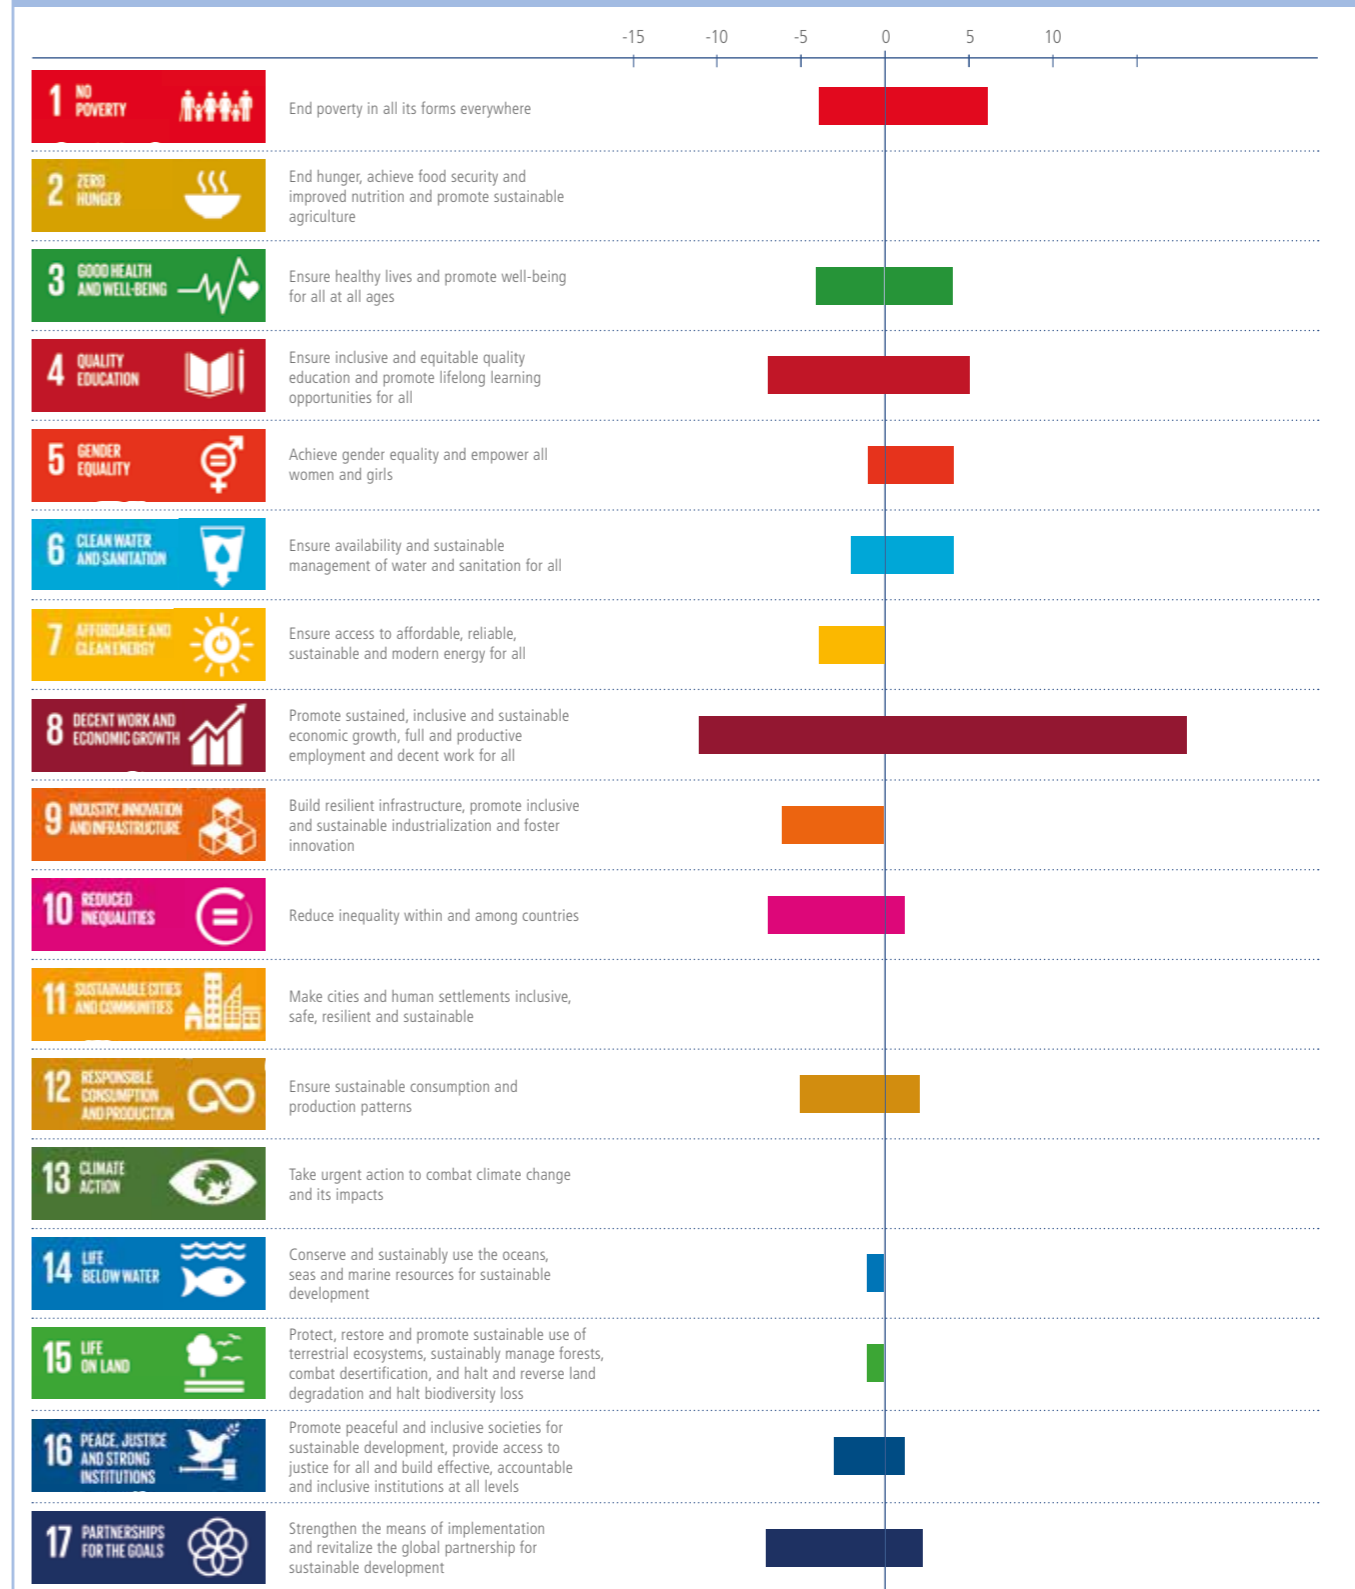 -15 -10 -5 0 5 10
1 NO
POVERTY
End poverty in all its forms everywhere
2 ZERO
HUNGER
End hunger, achieve food security and
improved nutrition and promote sustainable
agriculture
3 GOOD HEALTH
AND WELL-BEING
Ensure healthy lives and promote well-being
for all at all ages
4 QUALITY
EDUCATION
Ensure inclusive and equitable quality
education and promote lifelong learning
opportunities for all
5 GENDER
EQUALITY
Achieve gender equality and empower all
women and girls
6 CLEAN WATER
AND SANITATION
Ensure availability and sustainable
management of water and sanitation for all
7 AFFORDABLE AND
CLEAN ENERGY
Ensure access to affordable, reliable,
sustainable and modern energy for all
8 DECENT WORK AND
ECONOMIC GROWTH
Promote sustained, inclusive and sustainable
economic growth, full and productive
employment and decent work for all
9 INDUSTRY, INNOVATION
AND INFRASTRUCTURE
Build resilient infrastructure, promote inclusive
and sustainable industrialization and foster
innovation
10 REDUCED
INEQUALITIES
Reduce inequality within and among countries
11 SUSTAINABLE CITIES
AND COMMUNITIES
Make cities and human settlements inclusive,
safe, resilient and sustainable
12 RESPONSIBLE
CONSUMPTION
AND PRODUCTION
Ensure sustainable consumption and
production patterns
13 CLIMATE
ACTION
Take urgent action to combat climate change
and its impacts
14 LIFE
BELOW WATER
Conserve and sustainably use the oceans,
seas and marine resources for sustainable
development
15 LIFE
ON LAND
Protect, restore and promote sustainable use of
terrestrial ecosystems, sustainably manage forests,
combat desertification, and halt and reverse land
degradation and halt biodiversity loss
16 PEACE, JUSTICE
AND STRONG
INSTITUTIONS
Promote peaceful and inclusive societies for
sustainable development, provide access to
justice for all and build effective, accountable
and inclusive institutions at all levels
17 PARTNERSHIPS
FOR THE GOALS
Strengthen the means of implementation
and revitalize the global partnership for
sustainable development